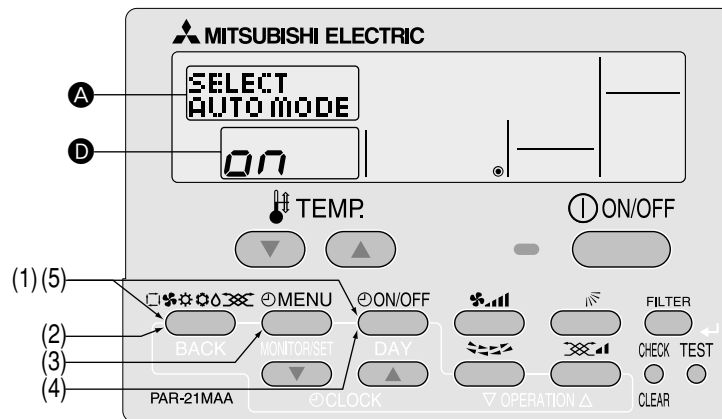 MITSUBISHI ELECTRIC
A
SELECT
AUTO MODE
D
on
TEMP.
ON/OFF
(1) (5)
MENU
ON/OFF
FILTER
(2)
BACK
MONITOR/SET
DAY
(3)
(4)
CHECK TEST
PAR-21MAA
CLOCK
OPERATION
CLEAR